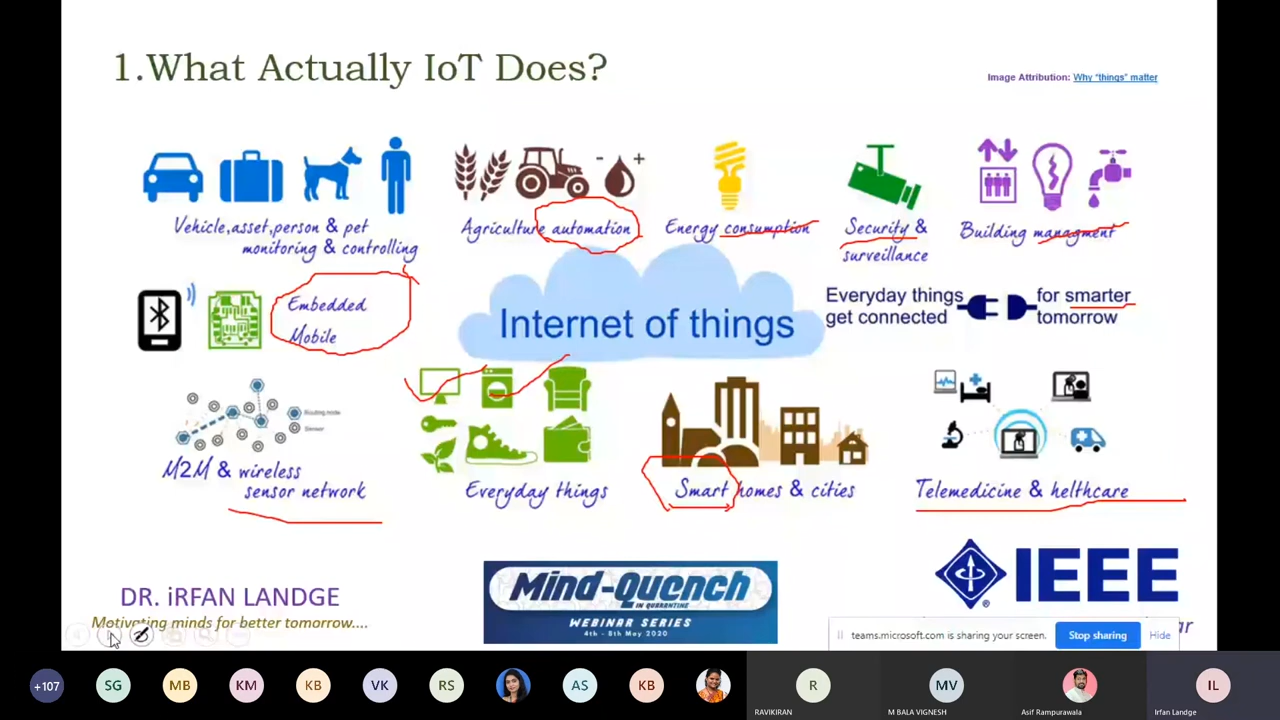 1.What Actually IoT Does?
Image Attribution: Why "things" matter
Vehicle,asset,person & pet
monitoring & controlling
Agriculture automation
Energy consumption
Security &
surveillance
Building managment
Embedded
Mobile
Internet of things
Everyday things
get connected
for smarter
tomorrow
Routing node
Sensor
M2M & wireless
sensor network
Everyday things
Smart homes & cities
Telemedicine & helthcare
DR. iRFAN LANDGE
Motivating minds for better tomorrow....
Mind-Quench
IN QUARANTINE
WEBINAR SERIES
4th - 8th May 2020
IEEE
teams.microsoft.com is sharing your screen.
Stop sharing
Hide
+107
SG
MB
KM
KB
VK
RS
AS
KB
R
RAVIKIRAN
MV
M BALA VIGNESH
Asif Rampurawala
IL
Irfan Landge